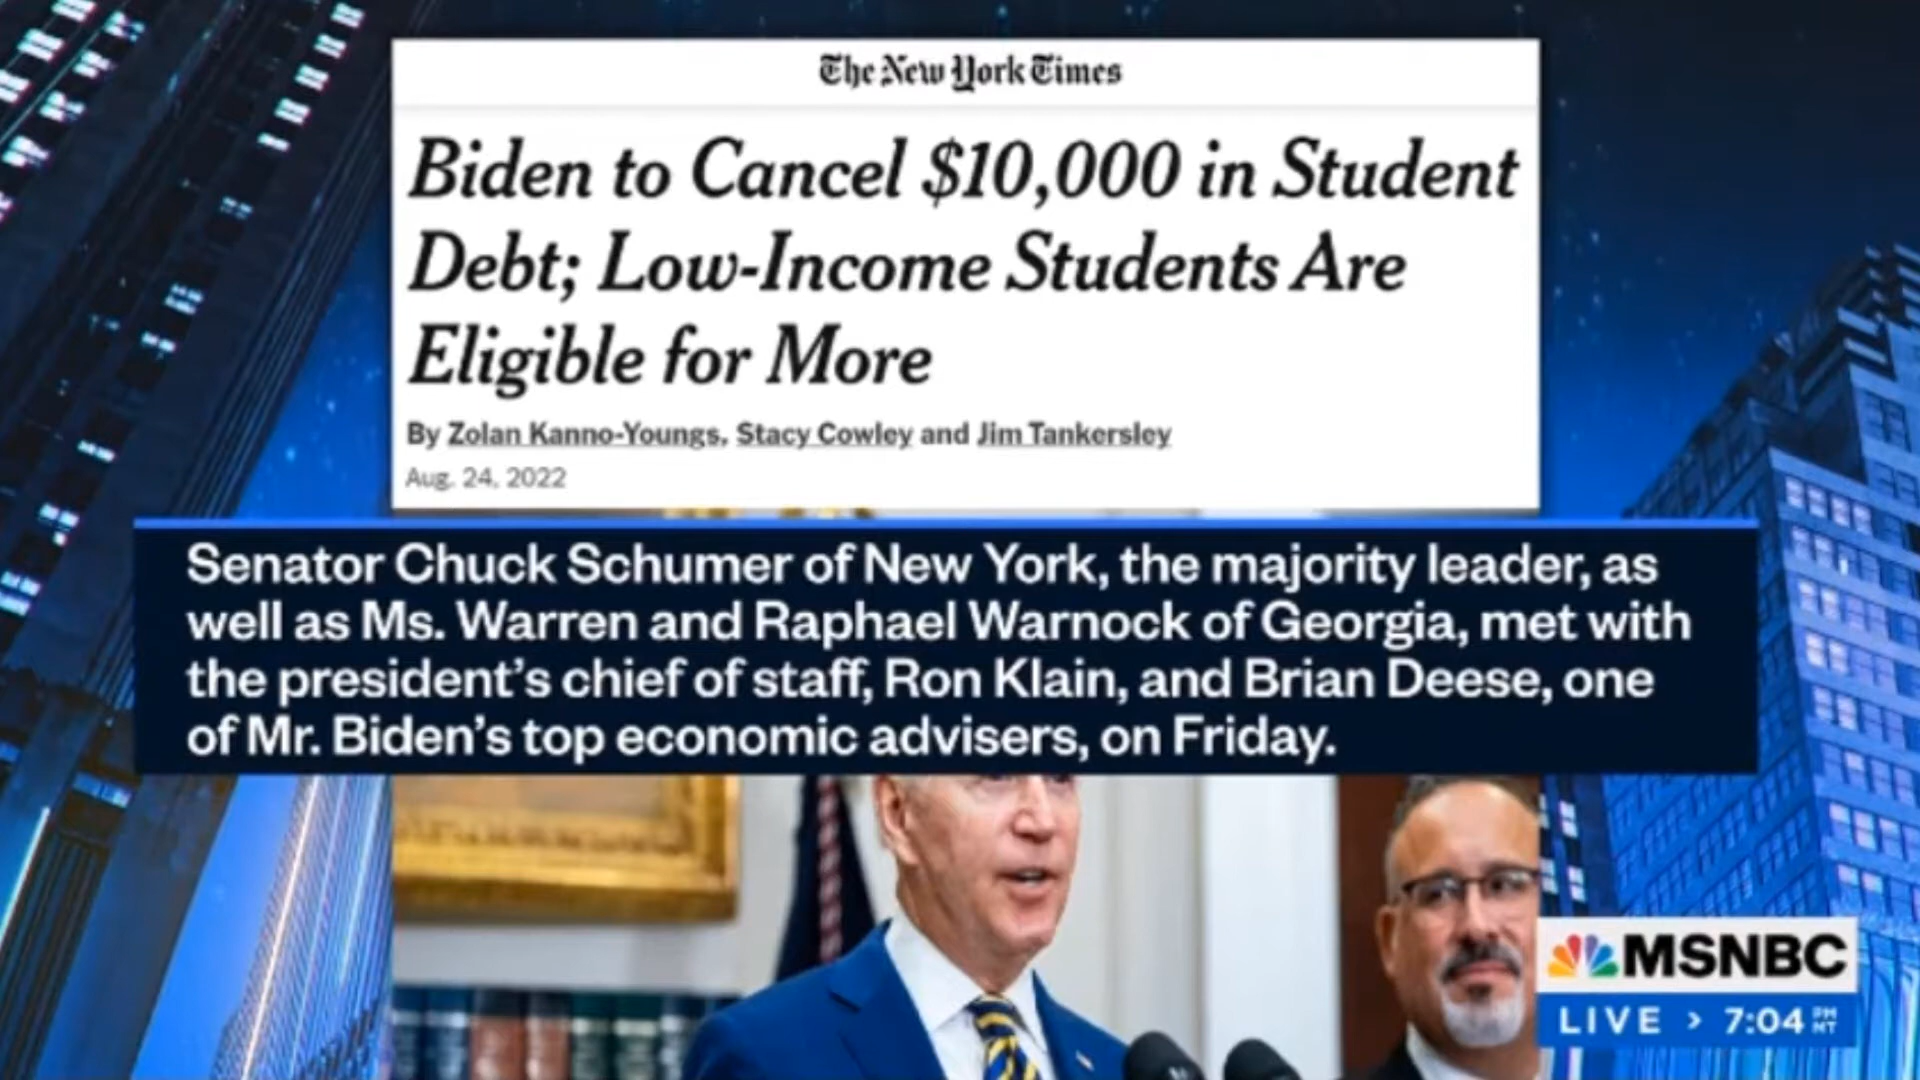 The New York Times
Biden to Cancel $10,000 in Student
Debt; Low-Income Students Are
Eligible for More
By Zolan Kanno-Youngs, Stacy Cowley and Jim Tankersley
Aug. 24, 2022
Senator Chuck Schumer of New York, the majority leader, as
well as Ms. Warren and Raphael Warnock of Georgia, met with
the president's chief of staff, Ron Klain, and Brian Deese, one
of Mr. Biden's top economic advisers, on Friday.
MSNBC
LIVE > 7:04 PM MT